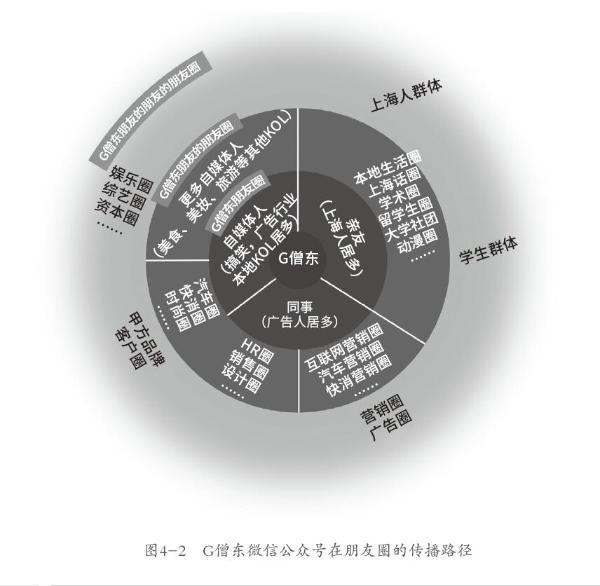 G僧东朋友的朋友的朋友圈
G僧东朋友的朋友圈
G僧东的朋友圈
上海人群体
娱乐圈
综艺圈
资本圈
……
更多自媒体人
(美食、美妆、旅游等其他KOL)
自媒体人
(搞笑，广告行业
本地KOL居多)
G僧东
亲友
(上海人居多)
同事
(广告人居多)
本地生活圈
上海话圈
学术圈
留学生圈
大学社团
动漫圈
……
学生群体
汽车圈
快消圈
时尚圈
……
甲方品牌
客户圈
HR圈
销售圈
设计圈
……
互联网营销圈
汽车营销圈
快消营销圈
……
营销圈
广告圈
图4-2 G僧东微信公众号在朋友圈的传播路径